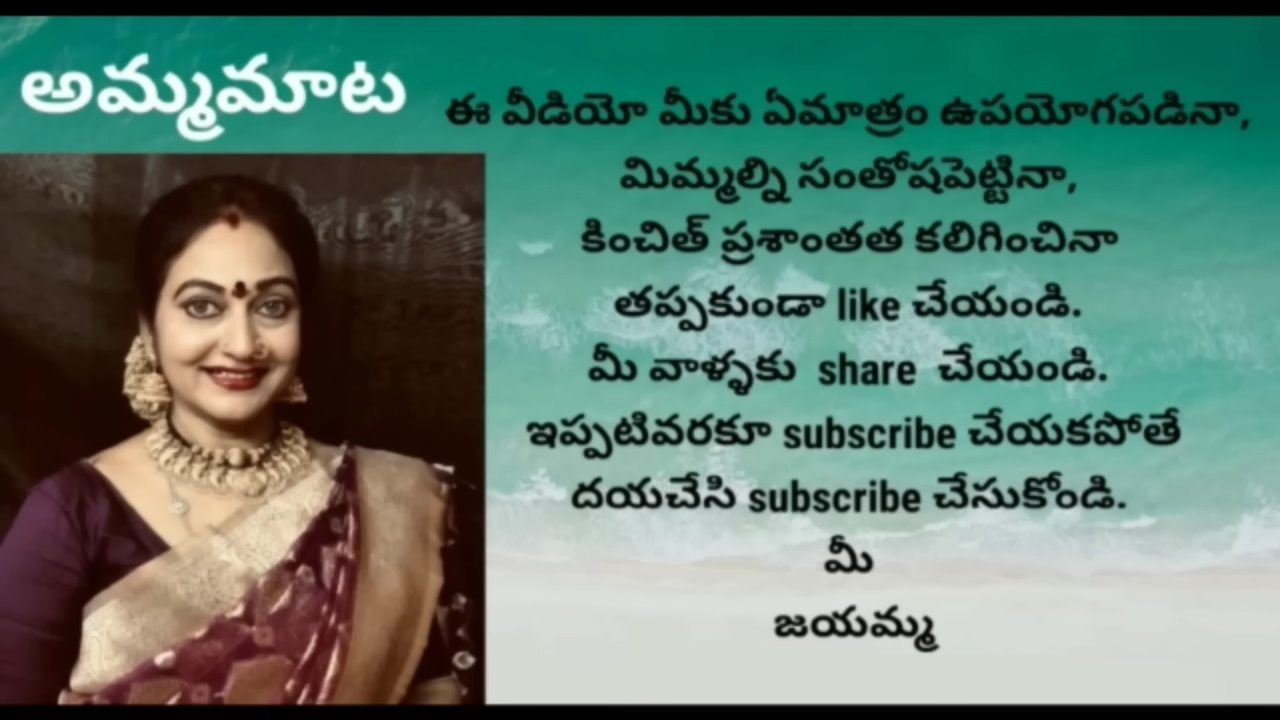 అమ్మమాట
ఈ వీడియో మీకు ఏమాత్రం ఉపయోగపడినా,
మిమ్మల్ని సంతోషపెట్టినా,
కించిత్ ప్రశాంతత కలిగించినా
తప్పకుండా like చేయండి.
మీ వాళ్ళకు share చేయండి.
ఇప్పటివరకూ subscribe చేయకపోతే
దయచేసి subscribe చేసుకోండి.
మీ
జయమ్మ